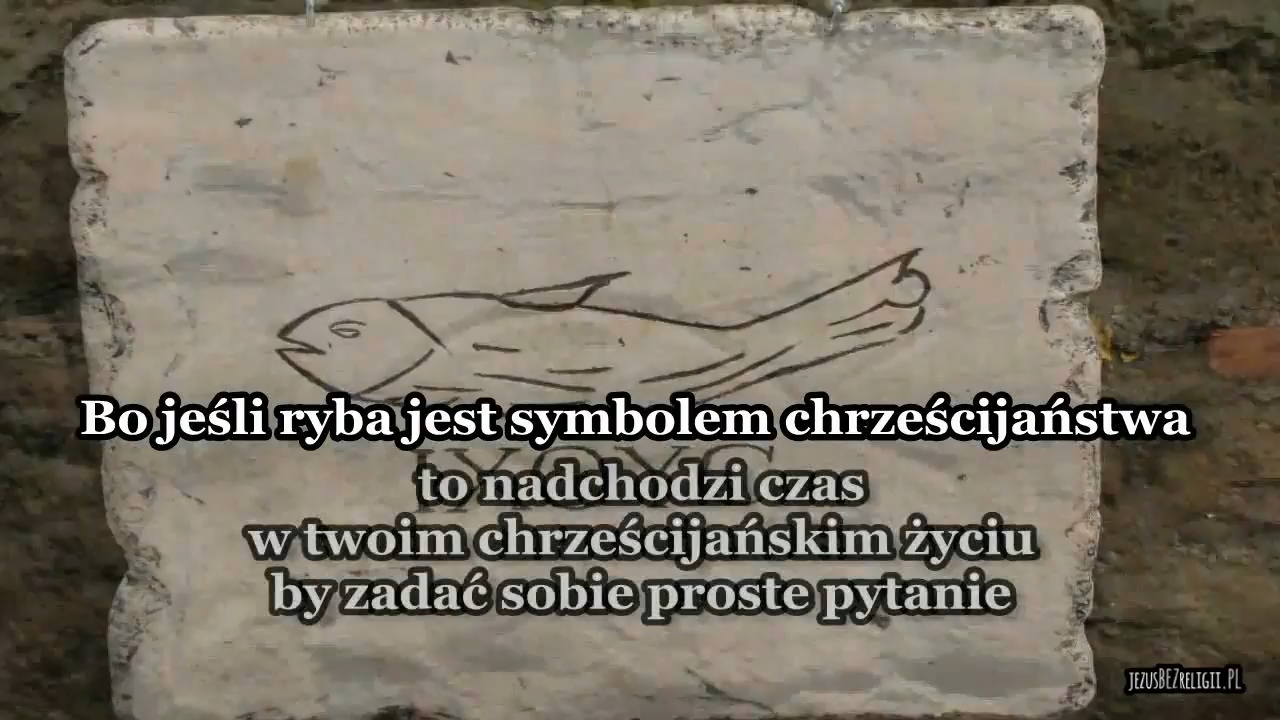 Bo jeśli ryba jest symbolem chrześcijaństwa
to nadchodzi czas
w twoim chrześcijańskim życiu
by zadać sobie proste pytanie
jezusBEZreligii.PL